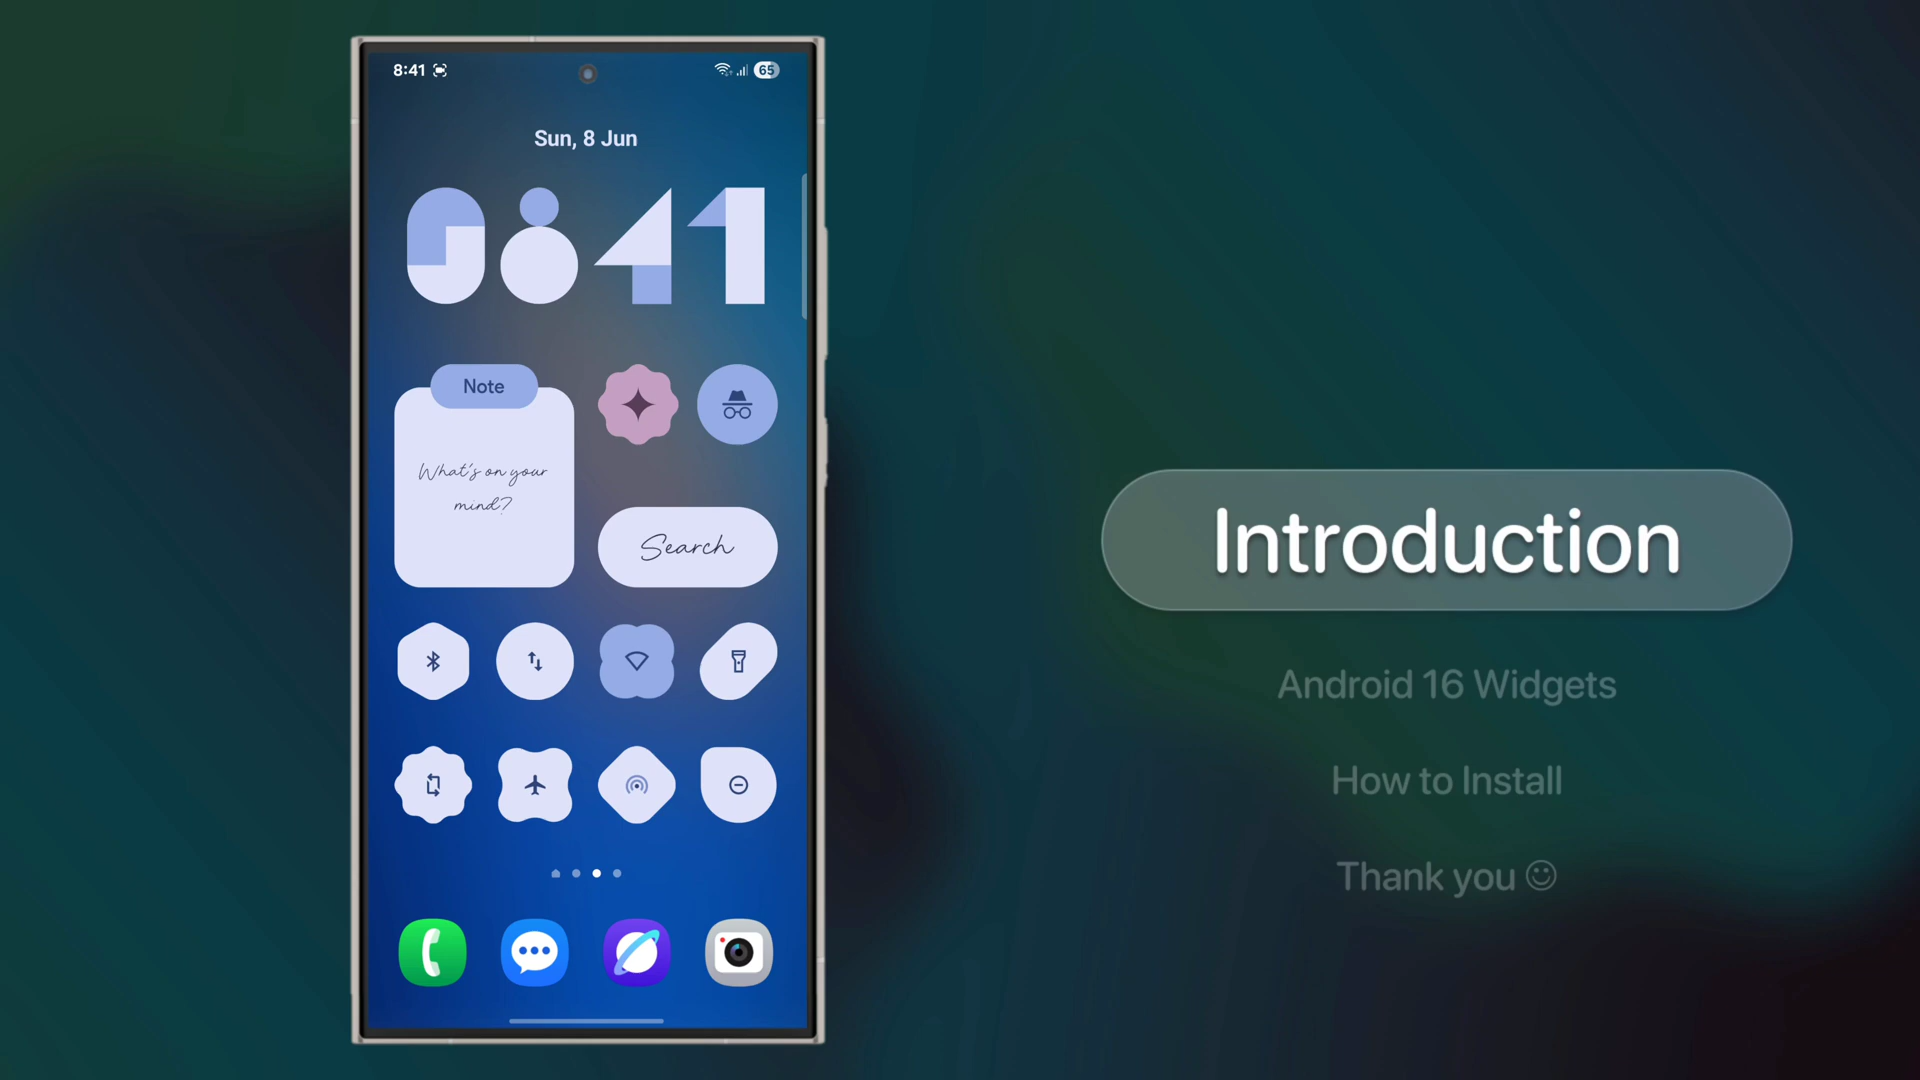 8:41
65
Sun, 8 Jun
0841
Note
What's on your
mind?
Search
Introduction
Android 16 Widgets
How to Install
Thank you ☺